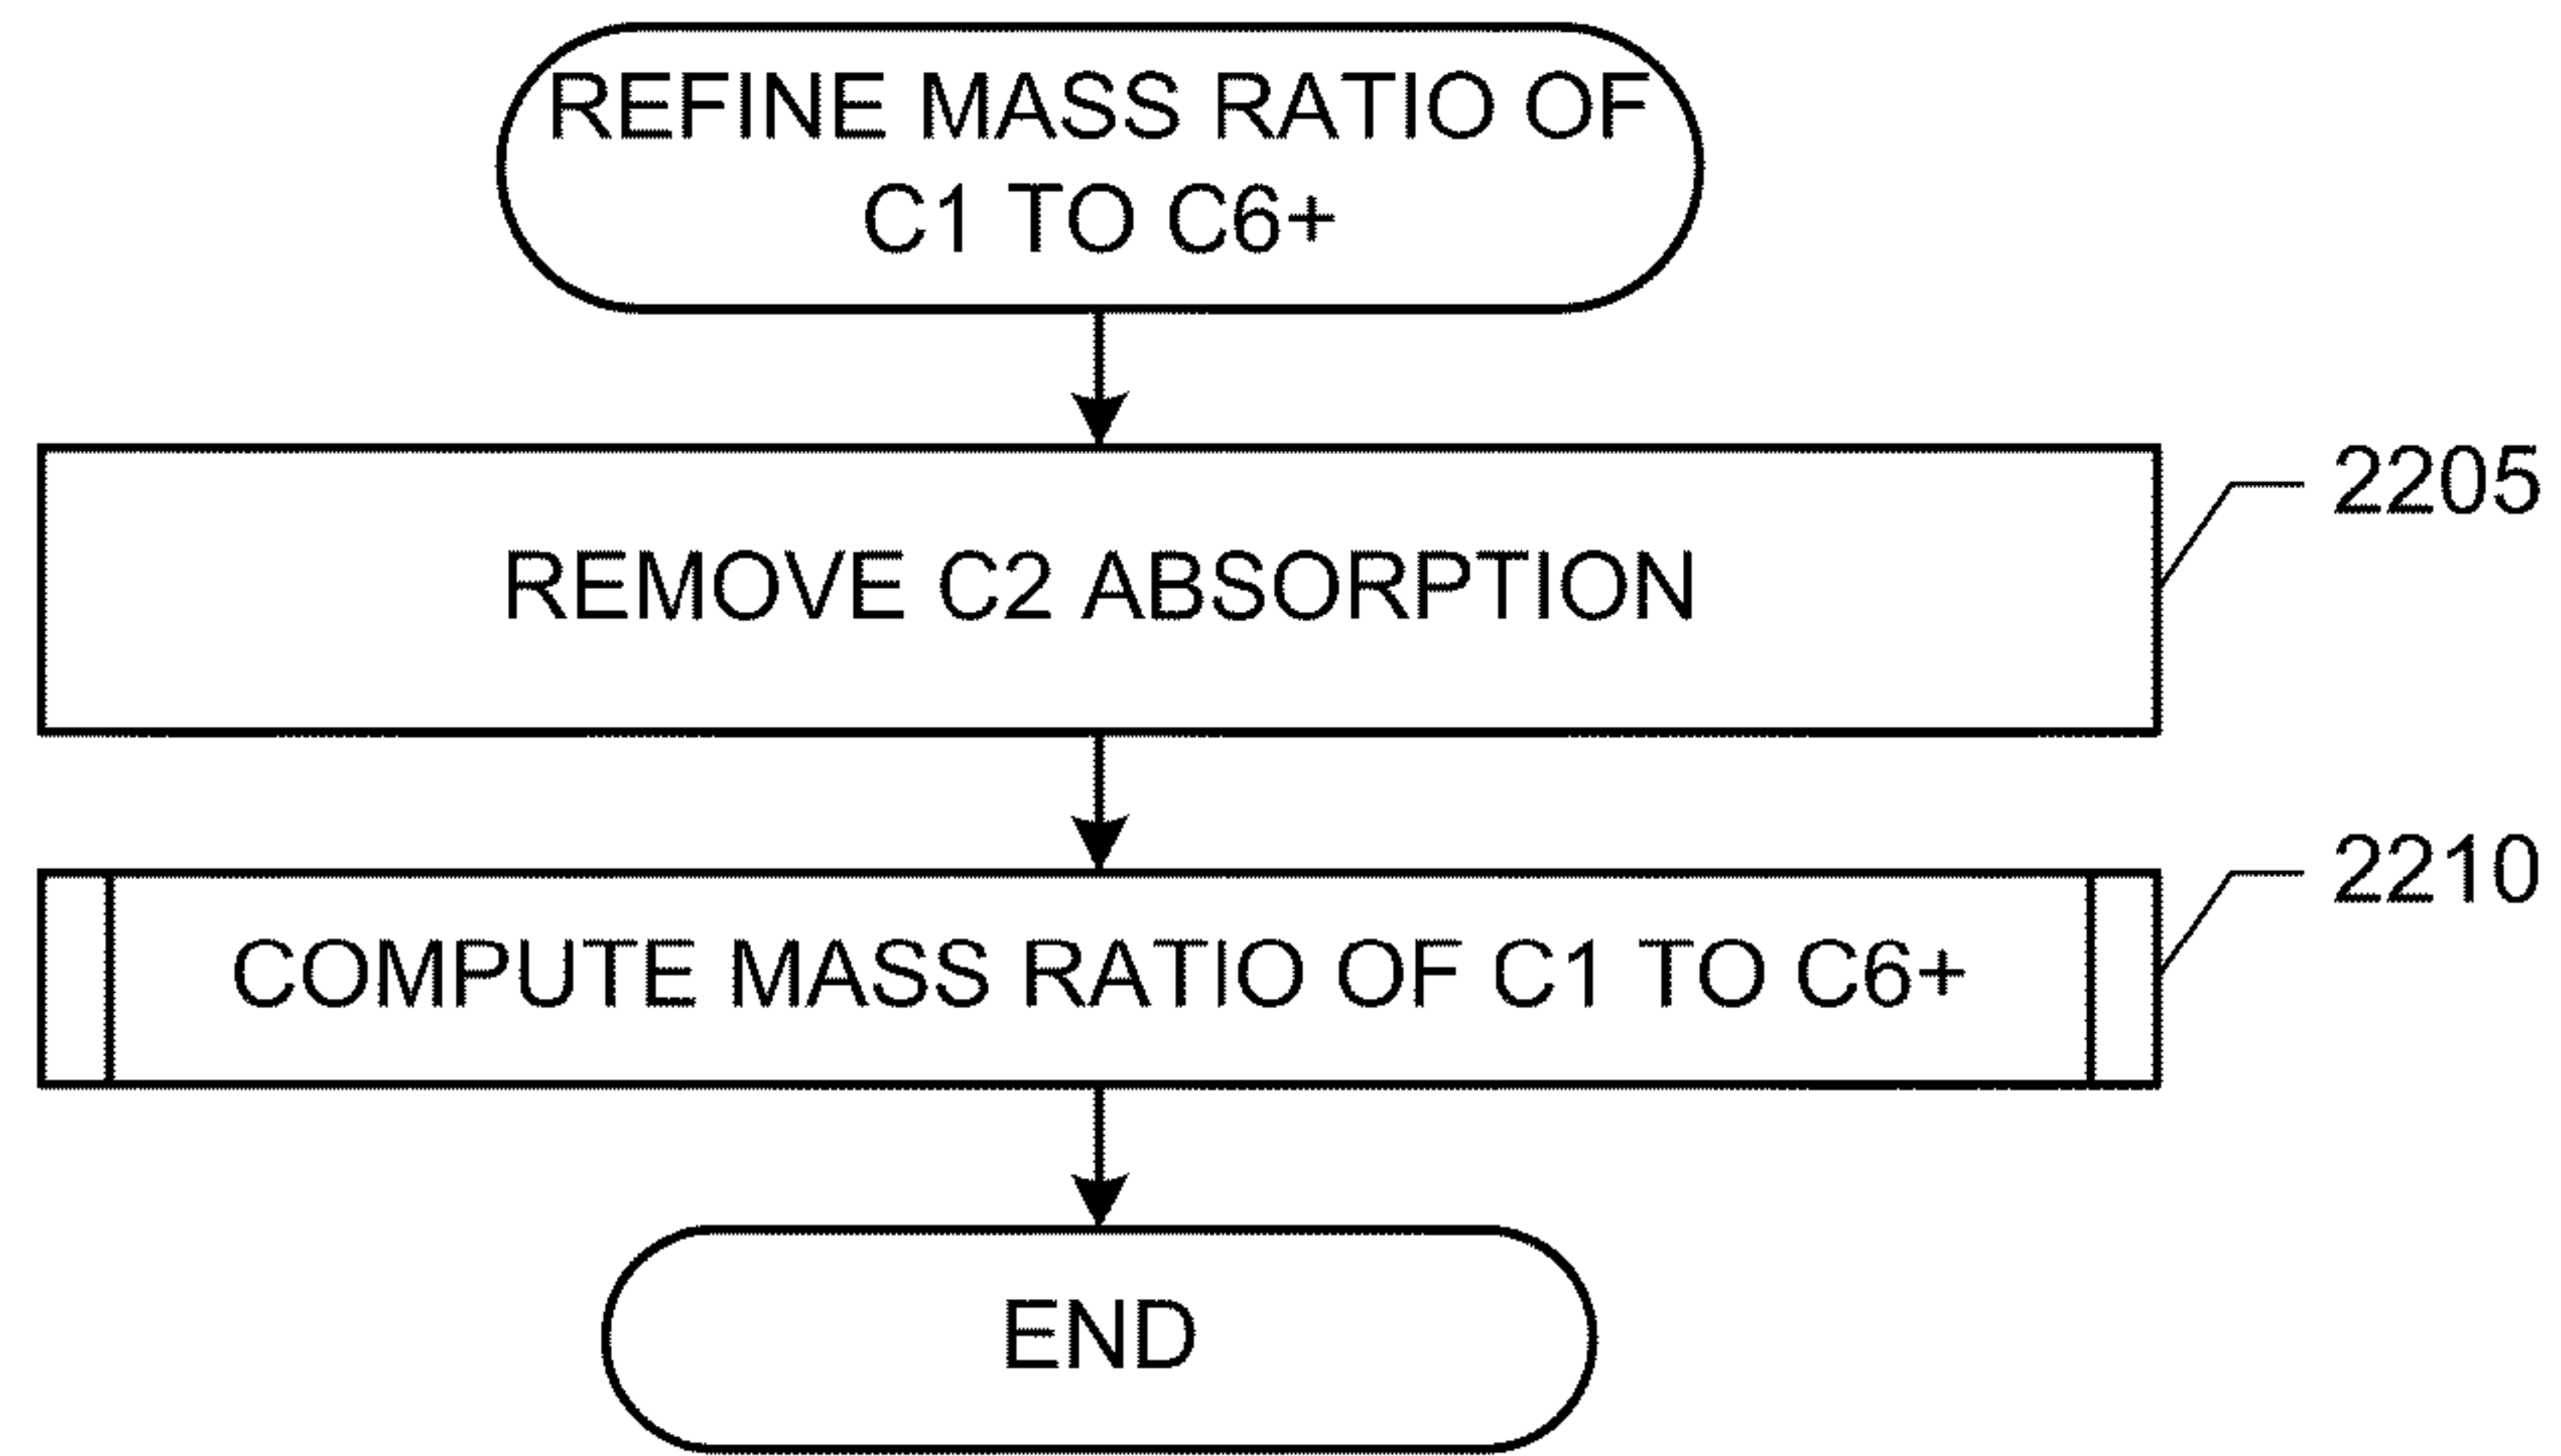 REFINE MASS RATIO OF
C1 TO C6+
2205
REMOVE C2 ABSORPTION
2210
COMPUTE MASS RATIO OF C1 TO C6+
END